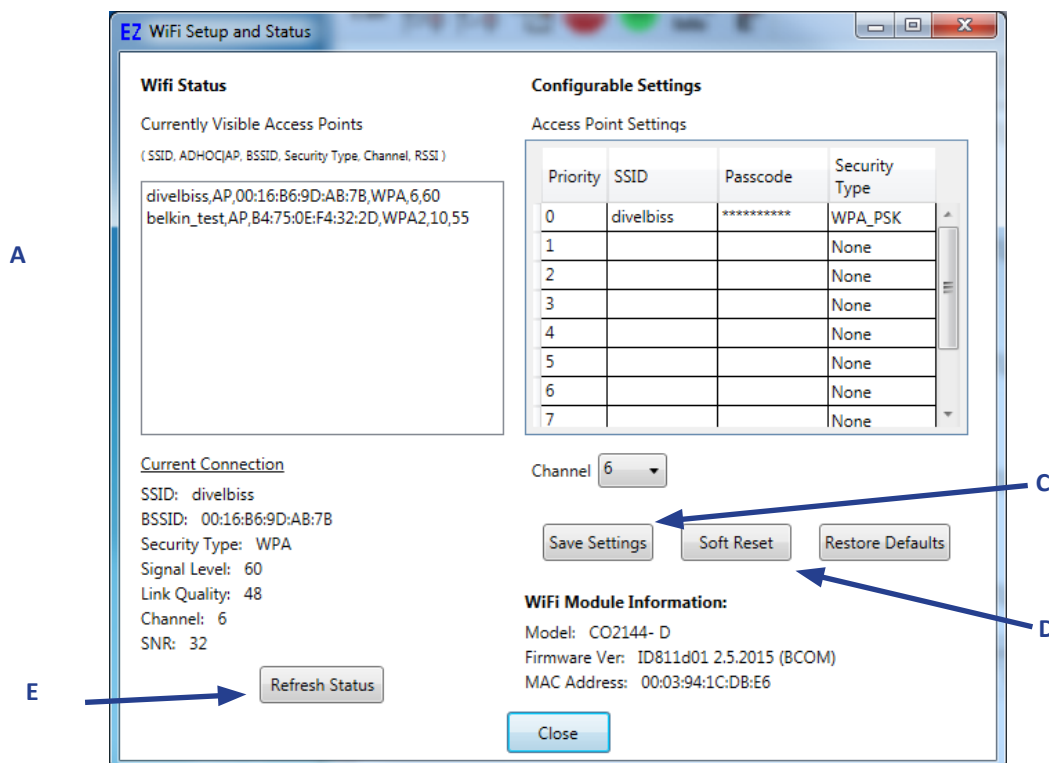 EZ WiFi Setup and Status
Wifi Status
Currently Visible Access Points
( SSID, ADHOC|AP, BSSID, Security Type, Channel, RSSI )
divelbiss,AP,00:16:B6:9D:AB:7B,WPA,6,60
belkin_test,AP,B4:75:0E:F4:32:2D,WPA2,10,55
A
Current Connection
SSID: divelbiss
BSSID: 00:16:B6:9D:AB:7B
Security Type: WPA
Signal Level: 60
Link Quality: 48
Channel: 6
SNR: 32
E
Refresh Status
Configurable Settings
Access Point Settings
Priority SSID Passcode Security Type
0 divelbiss ********** WPA_PSK
1 None
2 None
3 None
4 None
5 None
6 None
7 None
Channel 6
C
Save Settings Soft Reset Restore Defaults
D
WiFi Module Information:
Model: CO2144- D
Firmware Ver: ID811d01 2.5.2015 (BCOM)
MAC Address: 00:03:94:1C:DB:E6
Close